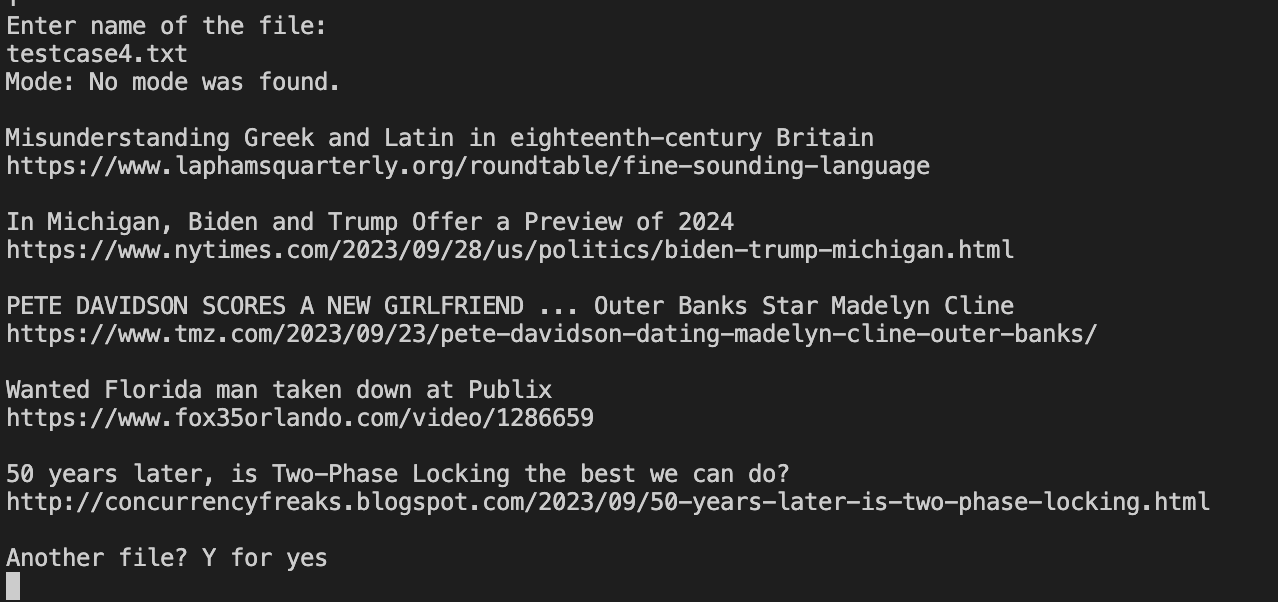 Enter name of the file:
testcase4.txt
Mode: No mode was found.
Misunderstanding Greek and Latin in eighteenth-century Britain
https://www.laphamsquarterly.org/roundtable/fine-sounding-language
In Michigan, Biden and Trump Offer a Preview of 2024
https://www.nytimes.com/2023/09/28/us/politics/biden-trump-michigan.html
PETE DAVIDSON SCORES A NEW GIRLFRIEND ... Outer Banks Star Madelyn Cline
https://www.tmz.com/2023/09/23/pete-davidson-dating-madelyn-cline-outer-banks/
Wanted Florida man taken down at Publix
https://www.fox35orlando.com/video/1286659
50 years later, is Two-Phase Locking the best we can do?
http://concurrencyfreaks.blogspot.com/2023/09/50-years-later-is-two-phase-locking.html
Another file? Y for yes